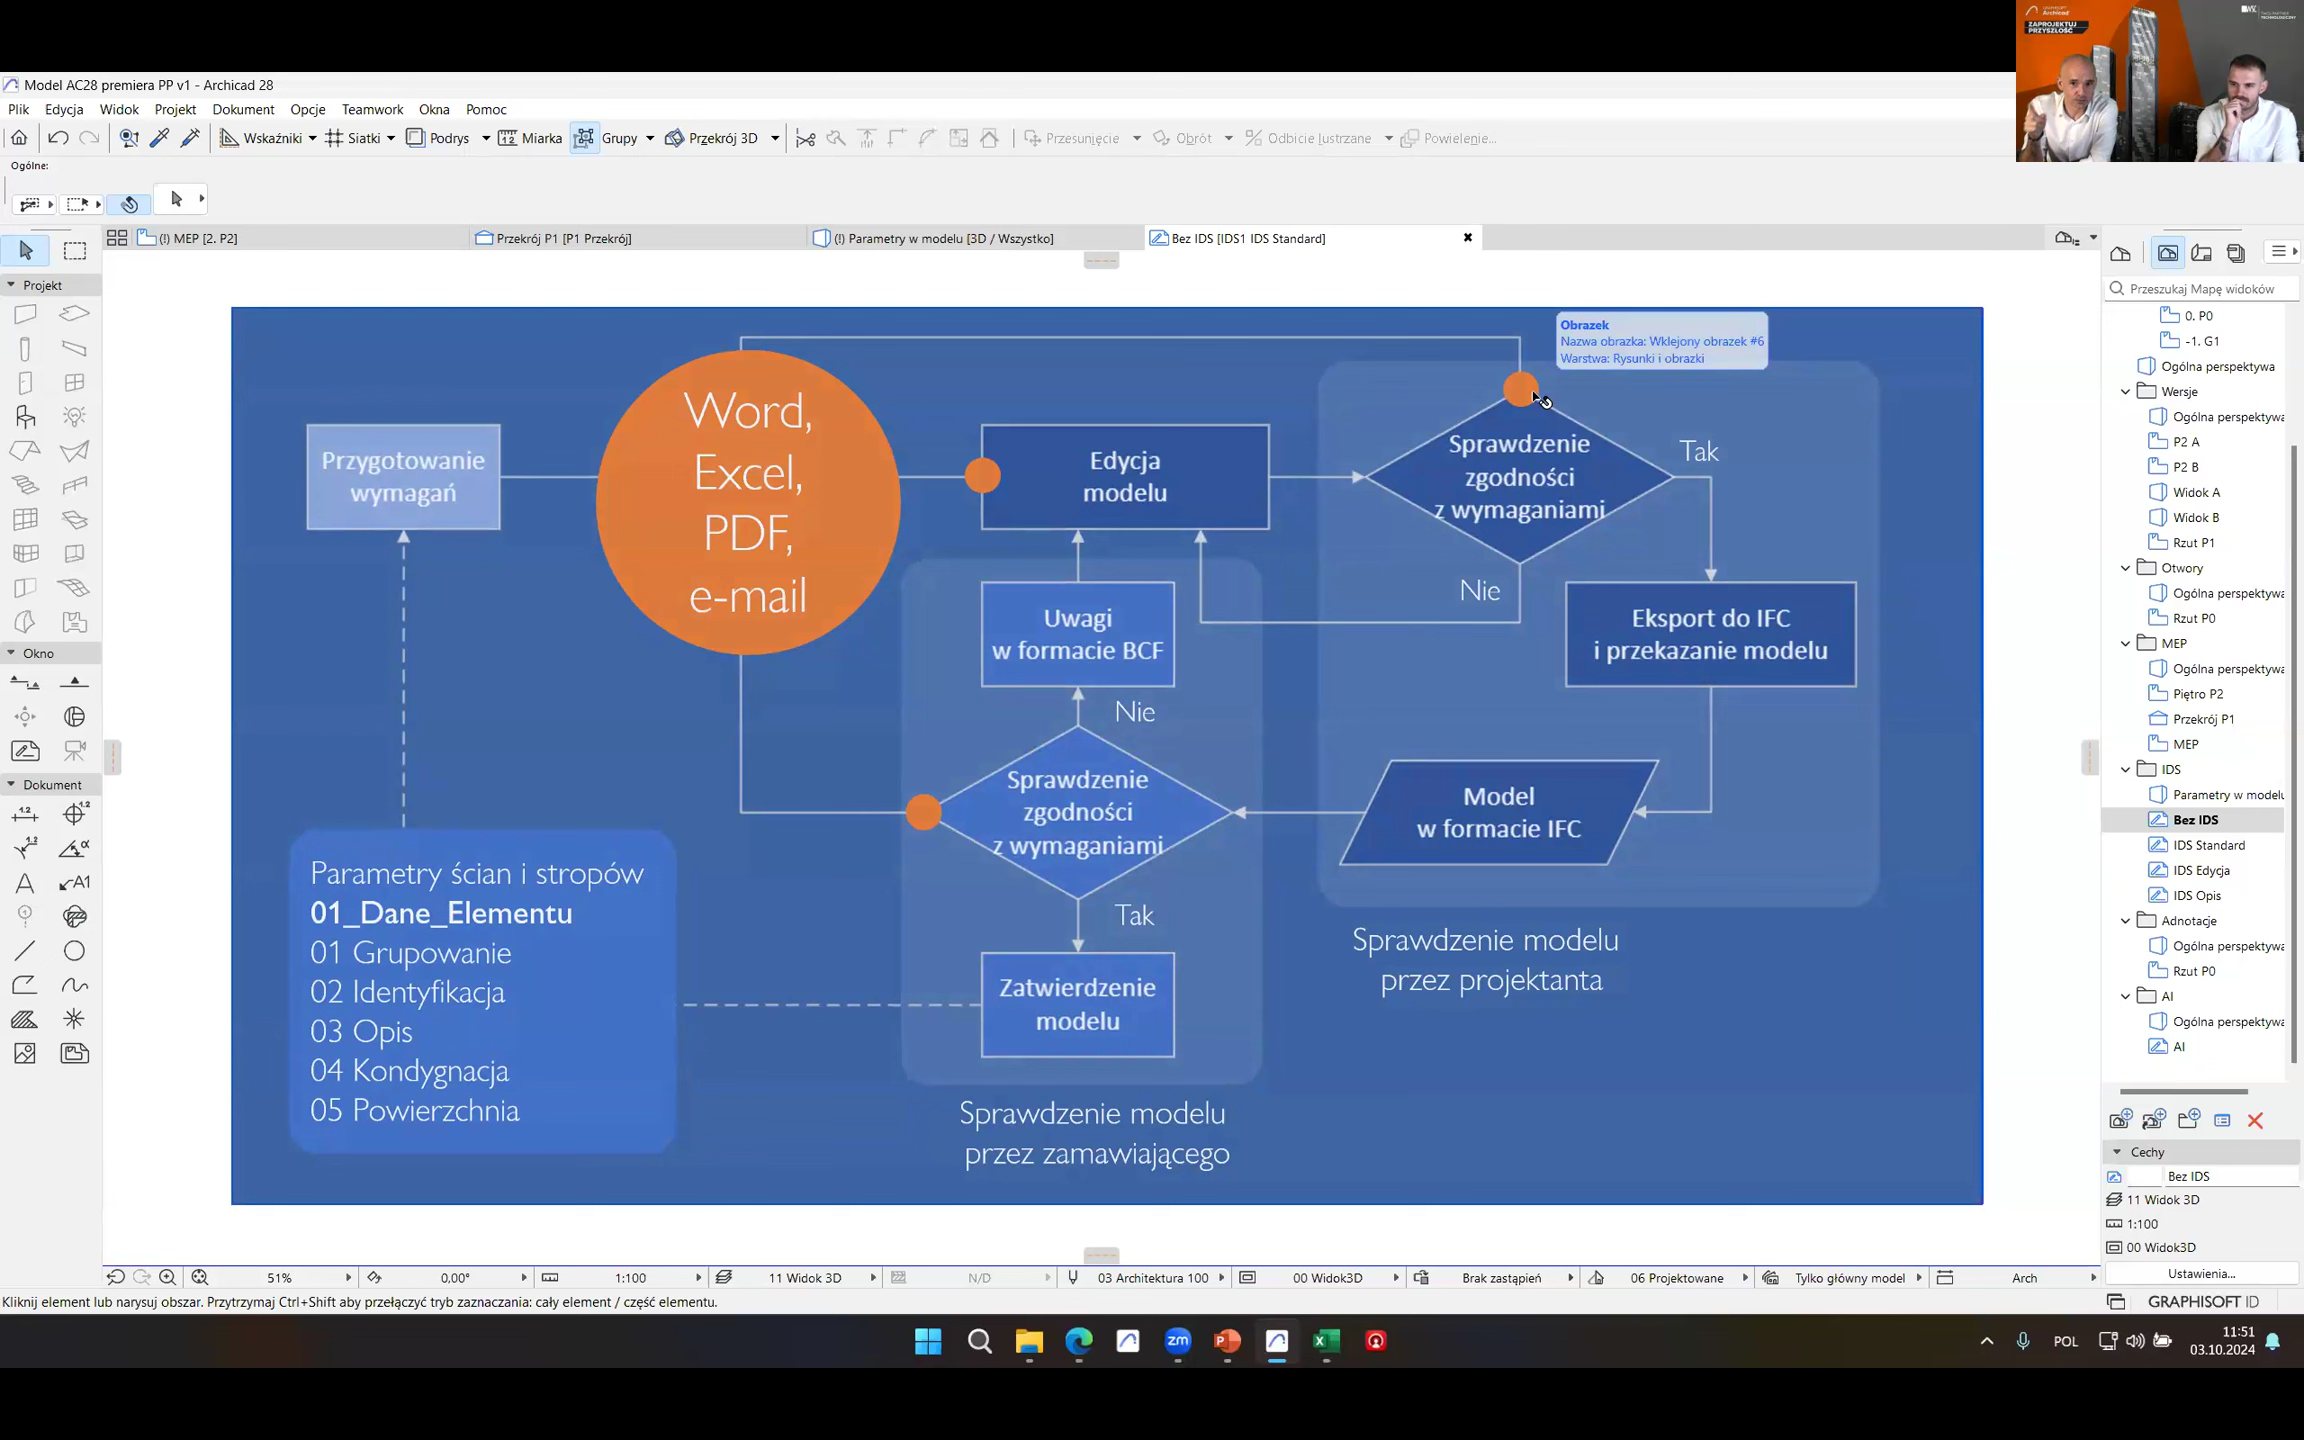 Model AC28 premiera PP v1 - Archicad 28
Plik Edycja Widok Projekt Dokument Opcje Teamwork Okna Pomoc
Wskaźniki Siatki Podrys Miarka Grupy Przekrój 3D Przesunięcie Obrót Odbicie lustrzane Powielenie...
Ogólne:
(!) MEP [2. P2]
Przekrój P1 [P1 Przekrój]
(!) Parametry w modelu [3D / Wszystko]
Bez IDS [IDS1 IDS Standard]
Archicad
ZAPROJEKTUJ
PRZYSZŁOŚĆ
Projekt
Okno
Dokument
Obrazek
Nazwa obrazka: Wklejony obrazek #6
Warstwa: Rysunki i obrazki
Przygotowanie
wymagań
Word,
Excel,
PDF,
e-mail
Edycja
modelu
Sprawdzenie
zgodności
z wymaganiami
Tak
Nie
Eksport do IFC
i przekazanie modelu
Uwagi
w formacie BCF
Nie
Sprawdzenie
zgodności
z wymaganiami
Model
w formacie IFC
Tak
Zatwierdzenie
modelu
Parametry ścian i stropów
01_Dane_Elementu
01 Grupowanie
02 Identyfikacja
03 Opis
04 Kondygnacja
05 Powierzchnia
Sprawdzenie modelu
przez projektanta
Sprawdzenie modelu
przez zamawiającego
Przeszukaj Mapę widoków
0. P0
-1. G1
Ogólna perspektywa
Wersje
Ogólna perspektywa
P2 A
P2 B
Widok A
Widok B
Rzut P1
Otwory
Ogólna perspektywa
Rzut P0
MEP
Ogólna perspektywa
Piętro P2
Przekrój P1
MEP
IDS
Parametry w modelu
Bez IDS
IDS Standard
IDS Edycja
IDS Opis
Adnotacje
Ogólna perspektywa
Rzut P0
AI
Ogólna perspektywa
AI
Cechy
Bez IDS
11 Widok 3D
1:100
00 Widok3D
Ustawienia...
51% 0,00° 1:100 11 Widok 3D N/D 03 Architektura 100 00 Widok3D Brak zastąpień 06 Projektowane Tylko główny model Arch
Kliknij element lub narysuj obszar. Przytrzymaj Ctrl+Shift aby przełączyć tryb zaznaczania: cały element / część elementu.
GRAPHISOFT ID
zm
POL
11:51
03.10.2024